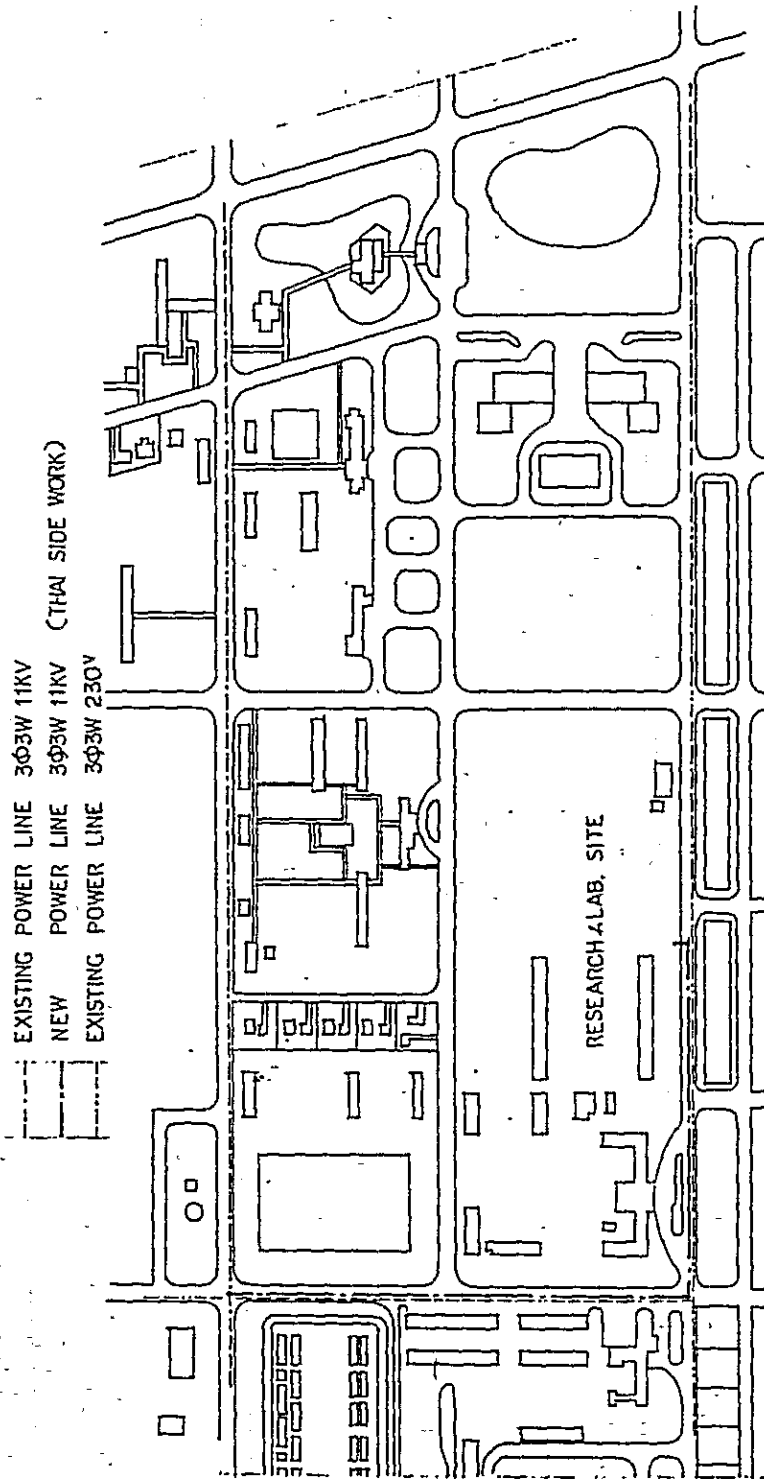 EXISTING POWER LINE 3Φ3W 11KV
NEW POWER LINE 3Φ3W 11KV (THAI SIDE WORK)
EXISTING POWER LINE 3Φ3W 230V
RESEARCH & LAB. SITE